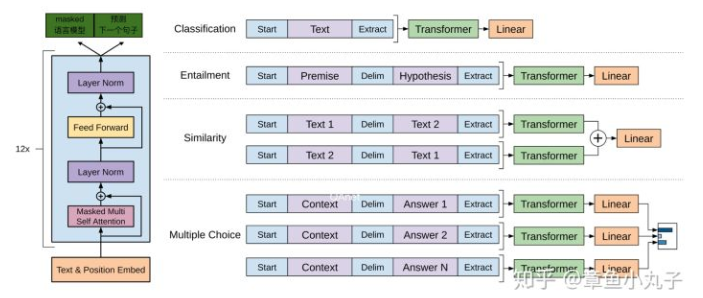 masked
语言模型
预测
下一个句子
12x
Layer Norm
Feed Forward
Layer Norm
Masked Multi
Self Attention
Text & Position Embed
Classification
Start Text Extract Transformer Linear
Entailment
Start Premise Delim Hypothesis Extract Transformer Linear
Similarity
Start Text 1 Delim Text 2 Extract Transformer
Start Text 2 Delim Text 1 Extract Transformer
Linear
Multiple Choice
Start Context Delim Answer 1 Extract Transformer Linear
Start Context Delim Answer 2 Extract Transformer Linear
Start Context Delim Answer N Extract Transformer Linear
知乎 @章鱼小丸子